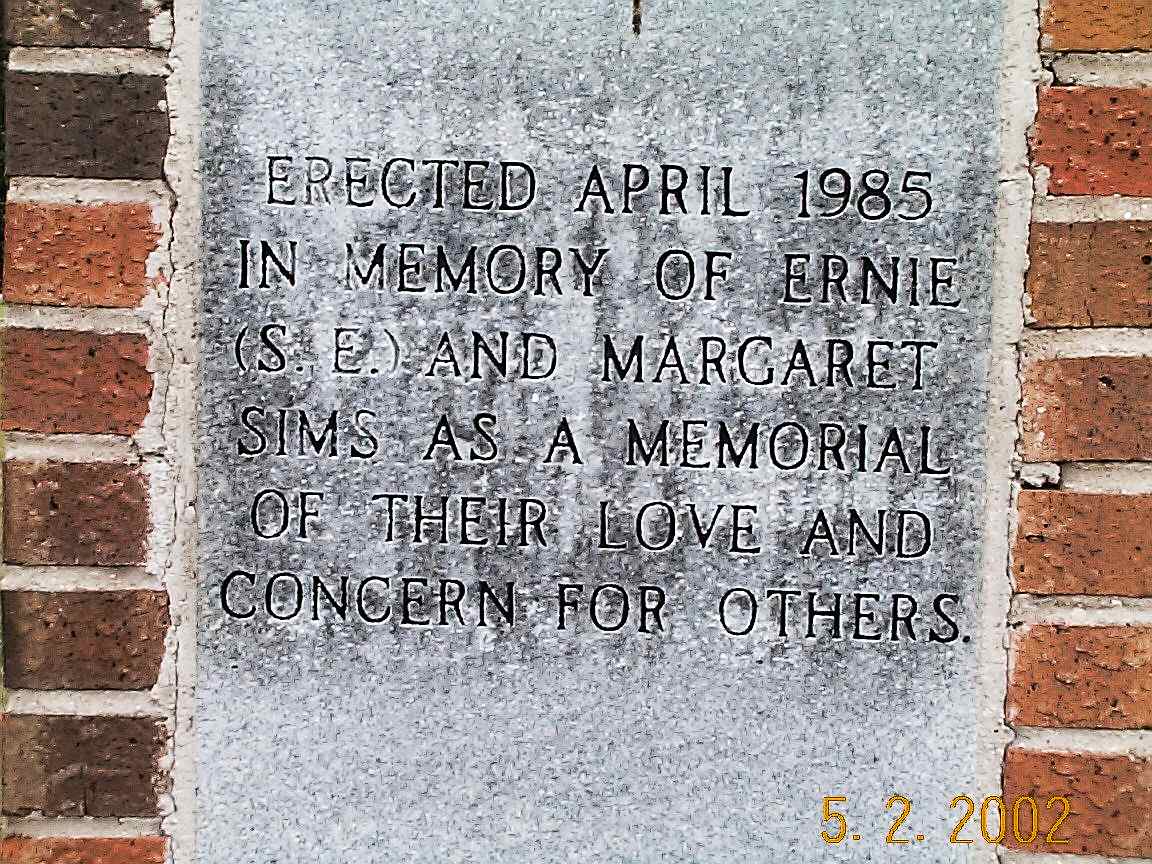 ERECTED APRIL 1985
IN MEMORY OF ERNIE
(S. E.) AND MARGARET
SIMS AS A MEMORIAL
OF THEIR LOVE AND
CONCERN FOR OTHERS.
5. 2. 2002